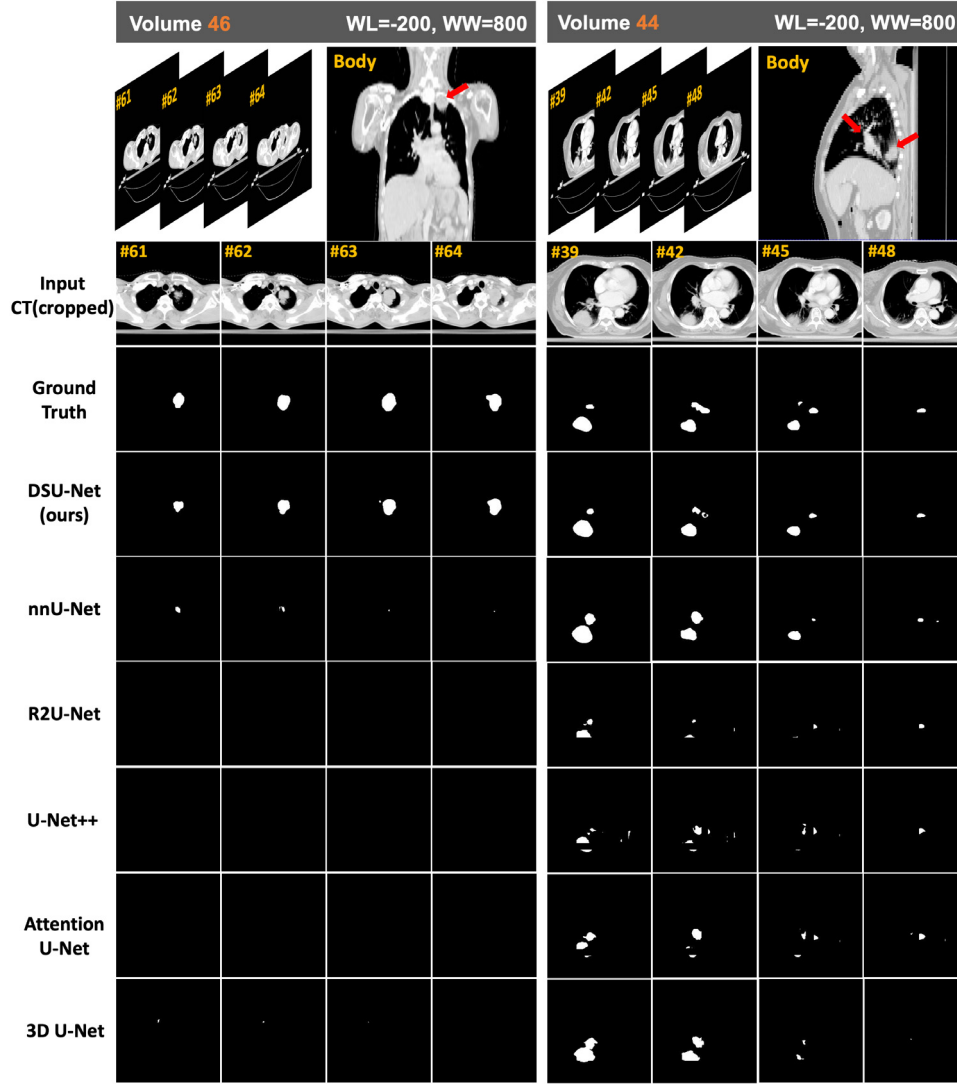 Volume 46 WL=-200, WW=800
Volume 44 WL=-200, WW=800
#61 #62 #63 #64
Body
#39 #42 #45 #48
Body
Input
CT(cropped)
#61 #62 #63 #64
#39 #42 #45 #48
Ground
Truth
DSU-Net
(ours)
nnU-Net
R2U-Net
U-Net++
Attention
U-Net
3D U-Net